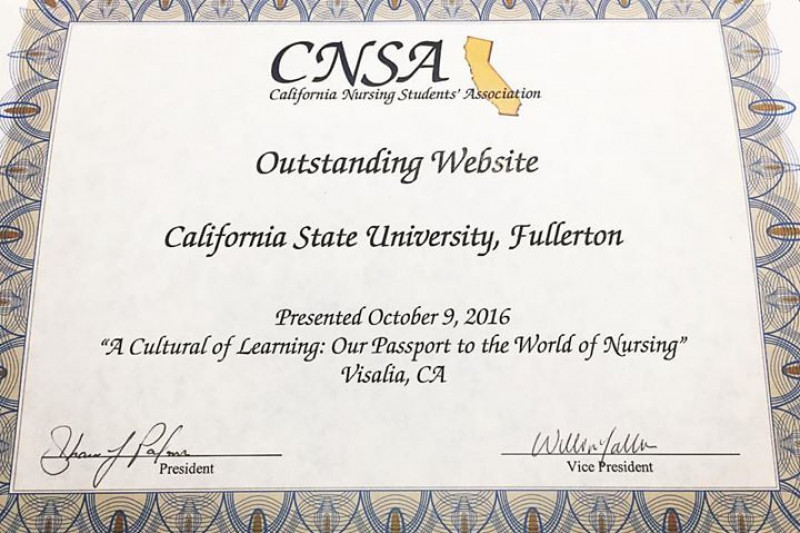 CNSA
California Nursing Students' Association
Outstanding Website
California State University, Fullerton
Presented October 9, 2016
"A Cultural of Learning: Our Passport to the World of Nursing"
Visalia, CA
President
Vice President